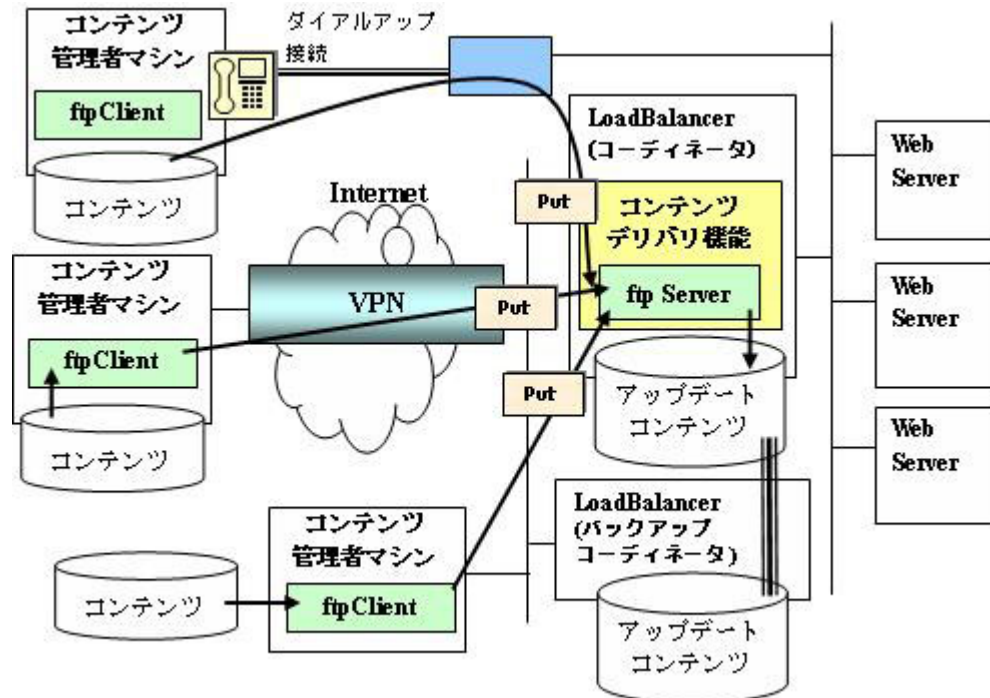 コンテンツ
管理者マシン
ftpClient
コンテンツ
ダイアルアップ
接続
LoadBalancer
(コーディネータ)
Web
Server
Internet
Put
コンテンツ
デリバリ機能
ftp Server
コンテンツ
管理者マシン
VPN
Put
Web
Server
ftpClient
コンテンツ
Put
アップデート
コンテンツ
Web
Server
コンテンツ
管理者マシン
ftpClient
コンテンツ
LoadBalancer
(バックアップ
コーディネータ)
アップデート
コンテンツ